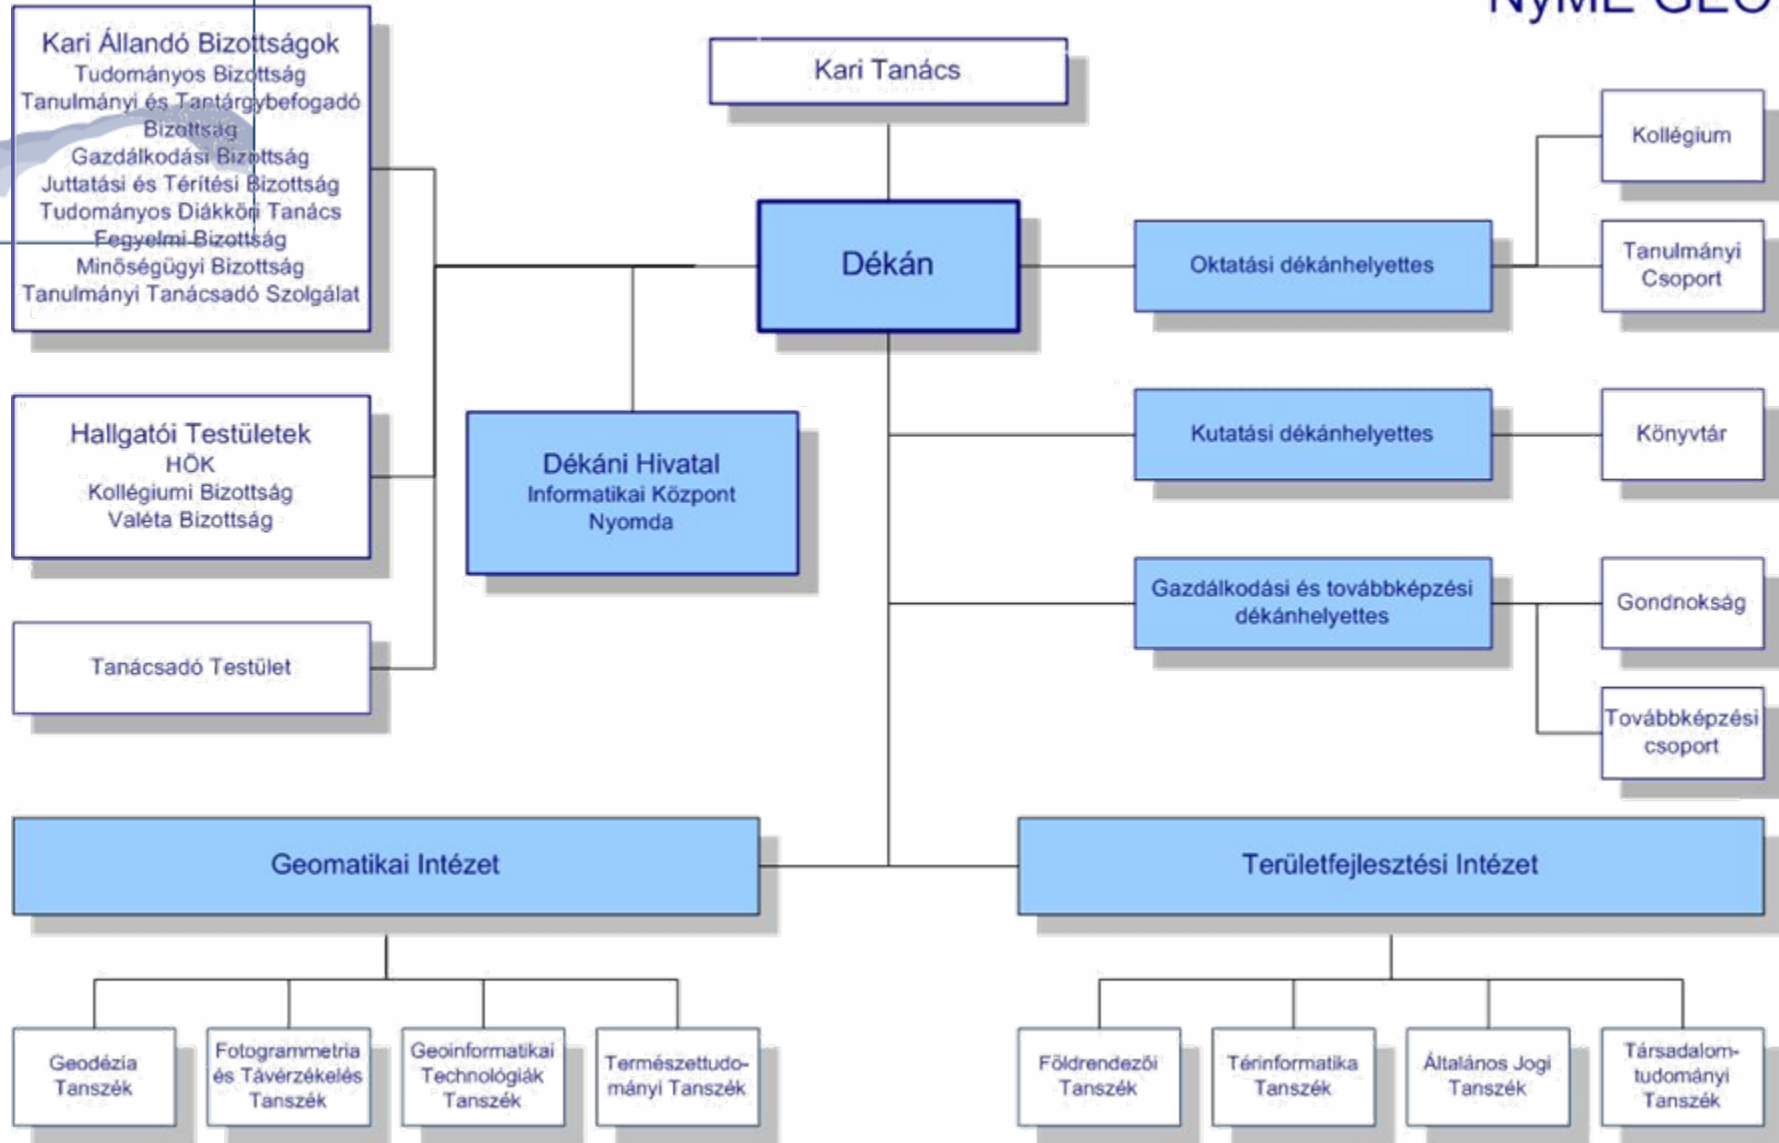 NyME GEO
Kari Állandó Bizottságok
Tudományos Bizottság
Tanulmányi és Tantárgybefogadó
Bizottság
Gazdálkodási Bizottság
Juttatási és Térítési Bizottság
Tudományos Diákköri Tanács
Fegyelmi Bizottság
Minőségügyi Bizottság
Tanulmányi Tanácsadó Szolgálat
Kari Tanács
Kollégium
Dékán
Oktatási dékánhelyettes
Tanulmányi
Csoport
Hallgatói Testületek
HÖK
Kollégiumi Bizottság
Valéta Bizottság
Dékáni Hivatal
Informatikai Központ
Nyomda
Kutatási dékánhelyettes
Könyvtár
Gazdálkodási és továbbképzési
dékánhelyettes
Gondnokság
Tanácsadó Testület
Továbbképzési
csoport
Geomatikai Intézet
Területfejlesztési Intézet
Geodézia
Tanszék
Fotogrammetria
és Távérzékelés
Tanszék
Geoinformatikai
Technológiák
Tanszék
Természettudo-
mányi Tanszék
Földrendezői
Tanszék
Térinformatika
Tanszék
Általános Jogi
Tanszék
Társadalom-
tudományi
Tanszék